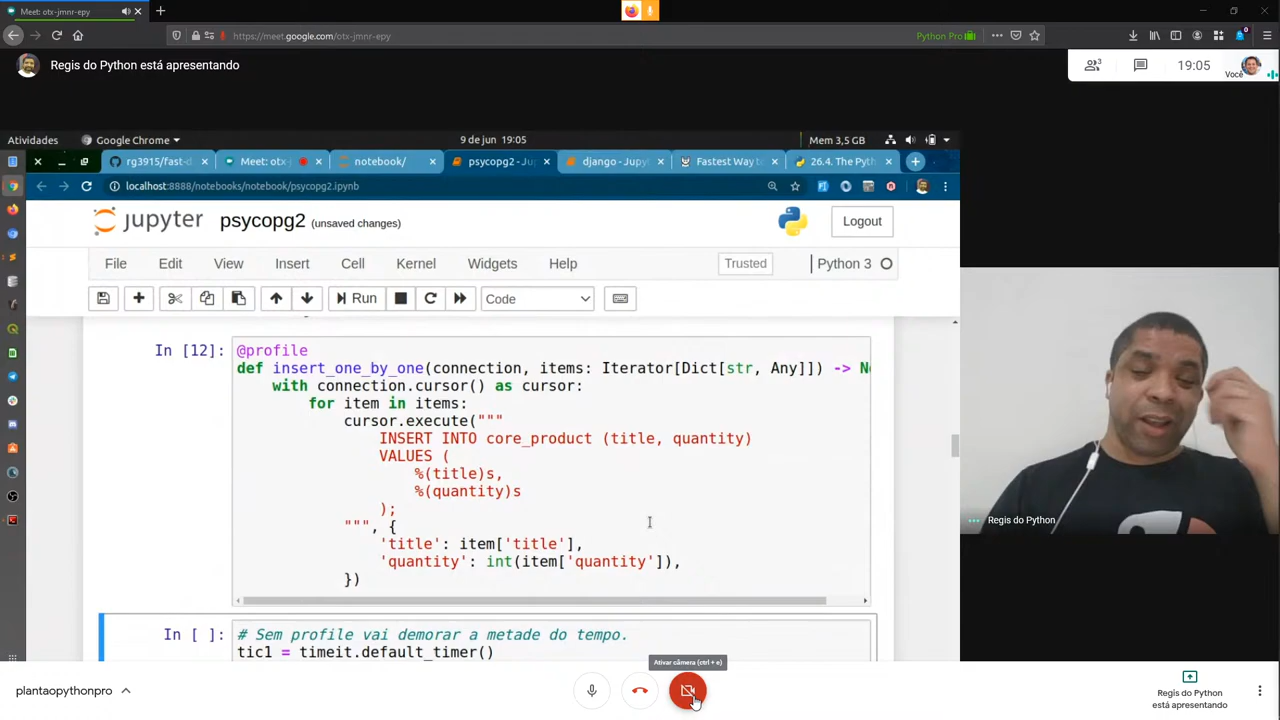 Meet: otx-jmnr-epy
https://meet.google.com/otx-jmnr-epy
Python Pro
Regis do Python está apresentando
3
19:05
Você
Atividades
Google Chrome
9 de jun 19:05
Mem 3,5 GB
rg3915/fast-d
Meet: otx-j
notebook/
psycopg2 - Ju
django - Jupyt
Fastest Way to
26.4. The Pyth
localhost:8888/notebooks/notebook/psycopg2.ipynb
jupyter psycopg2 (unsaved changes)
Logout
File Edit View Insert Cell Kernel Widgets Help
Trusted
Python 3
Run
Code
In [12]:
@profile
def insert_one_by_one(connection, items: Iterator[Dict[str, Any]]) -> No
with connection.cursor() as cursor:
for item in items:
cursor.execute("""
INSERT INTO core_product (title, quantity)
VALUES (
%(title)s,
%(quantity)s
);
""", {
'title': item['title'],
'quantity': int(item['quantity']),
})
In [ ]:
# Sem profile vai demorar a metade do tempo.
tic1 = timeit.default_timer()
Regis do Python
Ativar câmera (ctrl + e)
plantaopythonpro
Regis do Python
está apresentando